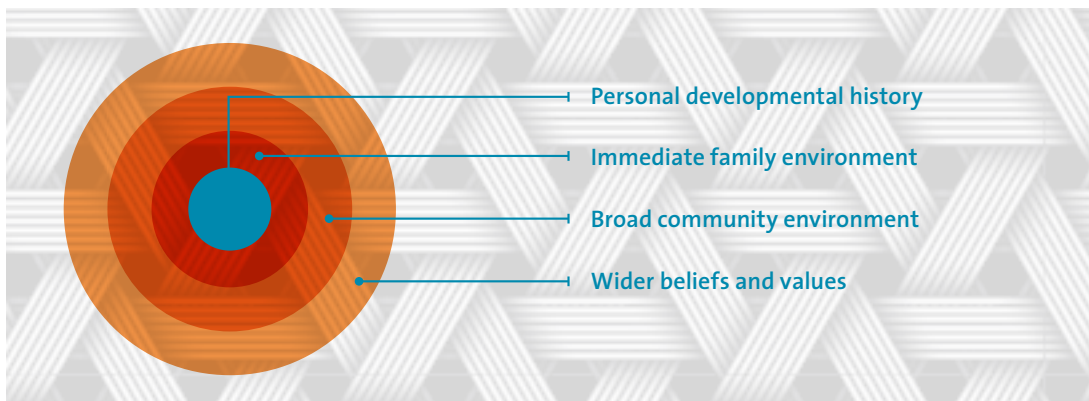 Personal developmental history
Immediate family environment
Broad community environment
Wider beliefs and values